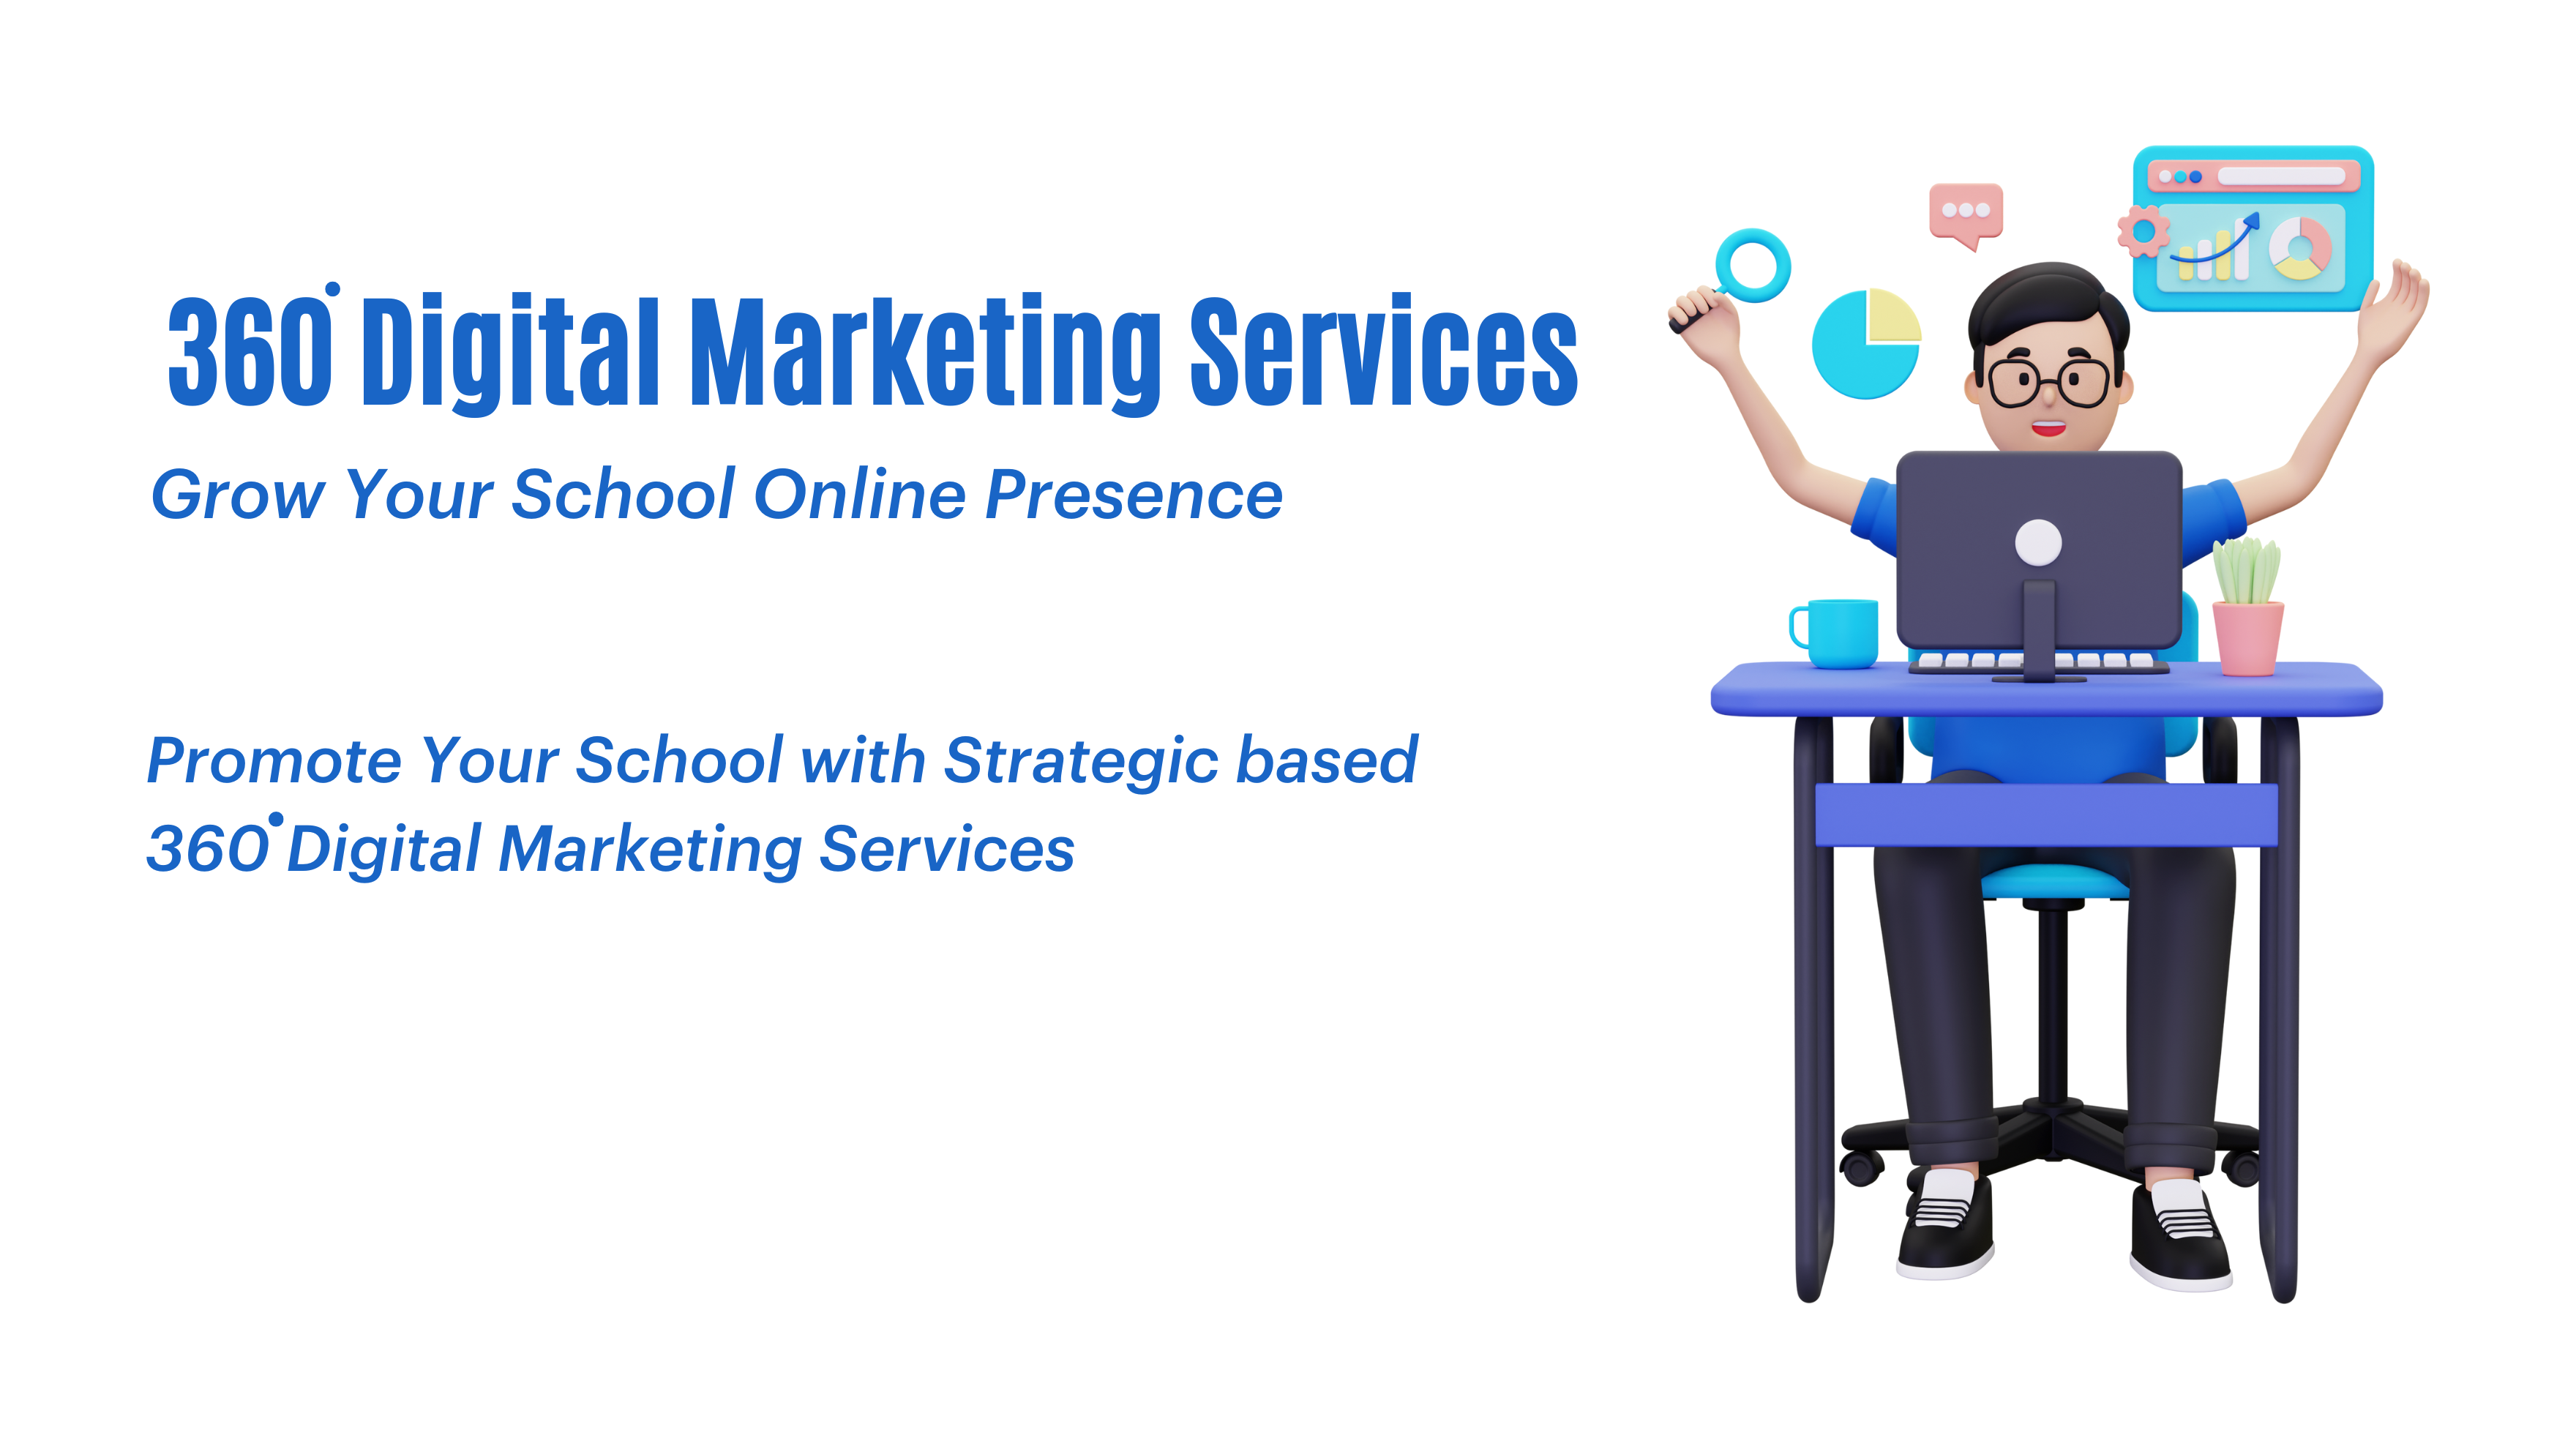 360° Digital Marketing Services
Grow Your School Online Presence
Promote Your School with Strategic based
360° Digital Marketing Services